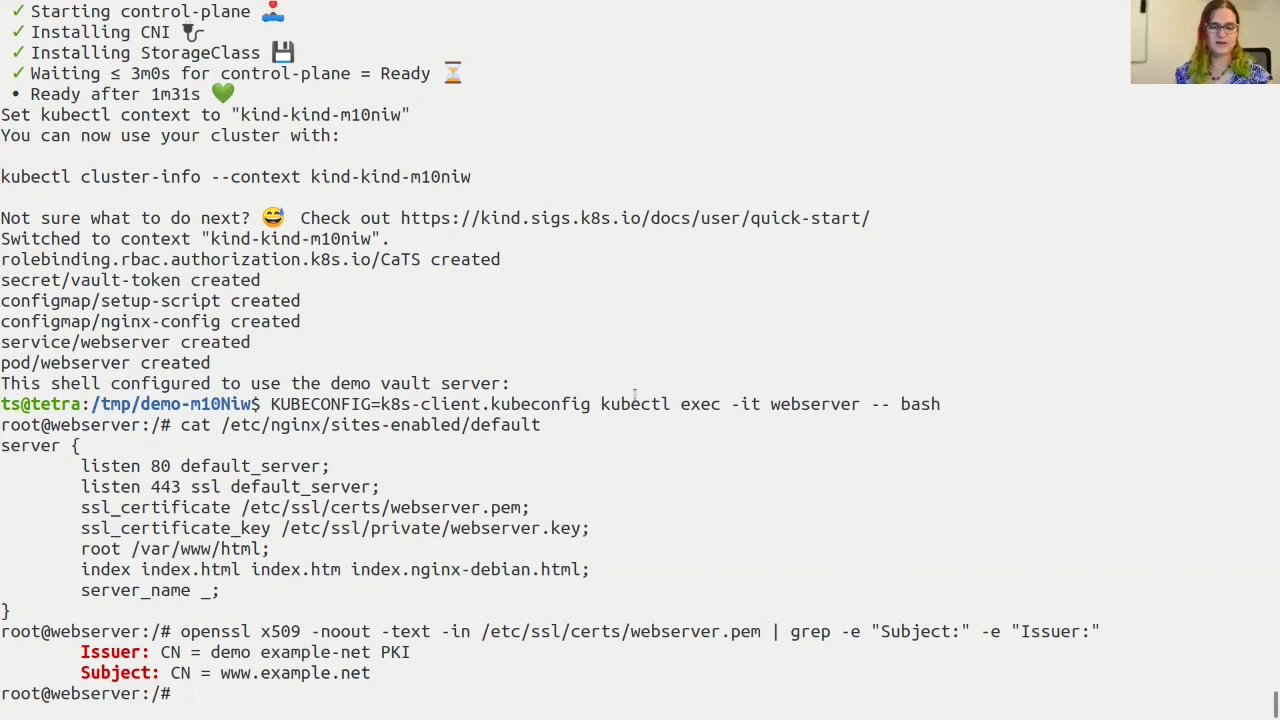 ✓ Starting control-plane 🕹️
✓ Installing CNI 🔌
✓ Installing StorageClass 💾
✓ Waiting ≤ 3m0s for control-plane = Ready ⏳
• Ready after 1m31s 💚
Set kubectl context to "kind-kind-m10niw"
You can now use your cluster with:
kubectl cluster-info --context kind-kind-m10niw
Not sure what to do next? 😅 Check out https://kind.sigs.k8s.io/docs/user/quick-start/
Switched to context "kind-kind-m10niw".
rolebinding.rbac.authorization.k8s.io/CaTS created
secret/vault-token created
configmap/setup-script created
configmap/nginx-config created
service/webserver created
pod/webserver created
This shell configured to use the demo vault server:
ts@tetra:/tmp/demo-m10Niw$ KUBECONFIG=k8s-client.kubeconfig kubectl exec -it webserver -- bash
root@webserver:/# cat /etc/nginx/sites-enabled/default
server {
        listen 80 default_server;
        listen 443 ssl default_server;
        ssl_certificate /etc/ssl/certs/webserver.pem;
        ssl_certificate_key /etc/ssl/private/webserver.key;
        root /var/www/html;
        index index.html index.htm index.nginx-debian.html;
        server_name _;
}
root@webserver:/# openssl x509 -noout -text -in /etc/ssl/certs/webserver.pem | grep -e "Subject:" -e "Issuer:"
        Issuer: CN = demo example-net PKI
        Subject: CN = www.example.net
root@webserver:/#